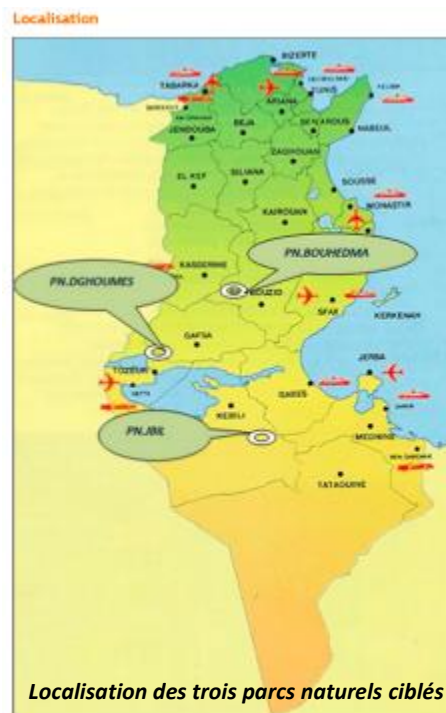 Localisation
BIZERTE
TABARKA
TUNIS
ARIANA
BEN AROUS
NABEUL
JENDOUBA
BEJA
ZAGHOUAN
EL KEF
SILIANA
SOUSSE
MONASTIR
KAIROUAN
PN.BOUHEDMA
KASSERINE
PN.DGHOUMES
SFAX
KERKENAH
GAFSA
TOZEUR
JERBA
GABES
KEBILI
PN.JBIL
MEDNINE
TATAOUINE
Localisation des trois parcs naturels ciblés